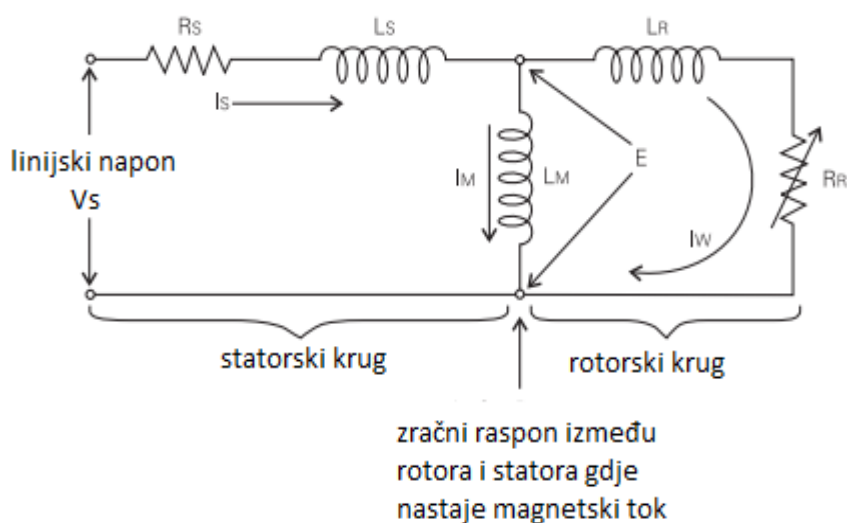 RS
LS
LR
IS
linijski napon
Vs
IM
LM
E
RR
IW
statorski krug
rotorski krug
zračni raspon između
rotora i statora gdje
nastaje magnetski tok